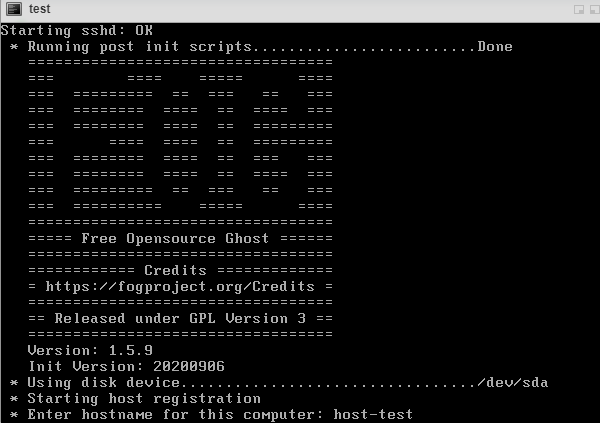 test
Starting sshd: OK
 * Running post init scripts.........................Done
   ==================================
   ===        ====    =====      ====
   ===  =========  ==  ===   ==   ===
   ===  ========  ====  ==  ====  ===
   ===  ========  ====  ==  =========
   ===      ====  ====  ==  =========
   ===  ========  ====  ==  ===   ===
   ===  ========  ====  ==  ====  ===
   ===  =========  ==  ===   ==   ===
   ===  ==========    =====      ====
   ==================================
   ===== Free Opensource Ghost ======
   ==================================
   ============ Credits =============
   = https://fogproject.org/Credits =
   ==================================
   == Released under GPL Version 3 ==
   ==================================
   Version: 1.5.9
   Init Version: 20200906
 * Using disk device.................................../dev/sda
 * Starting host registration
 * Enter hostname for this computer: host-test